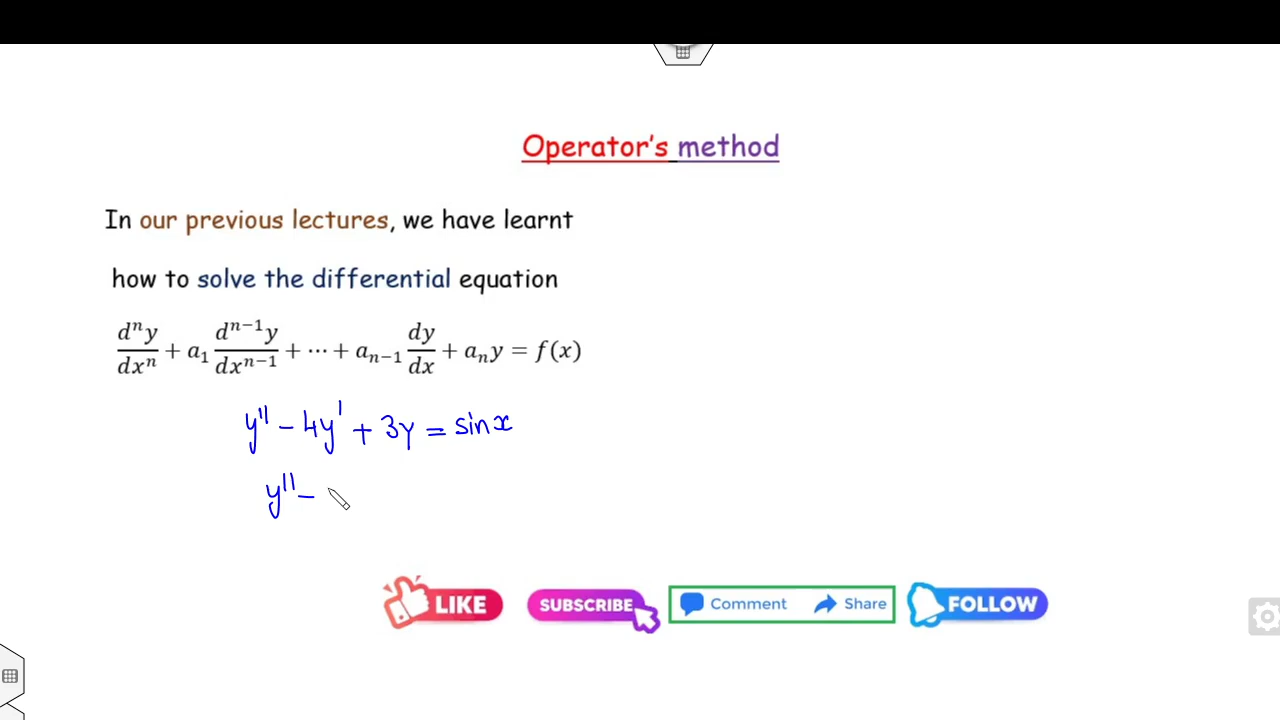 Operator's method
In our previous lectures, we have learnt
how to solve the differential equation
dⁿy/dxⁿ + a₁ dⁿ⁻¹y/dxⁿ⁻¹ + ⋯ + aₙ₋₁ dy/dx + aₙy = f(x)
y'' − 4y' + 3y = sin x
y'' −
LIKE SUBSCRIBE Comment Share FOLLOW